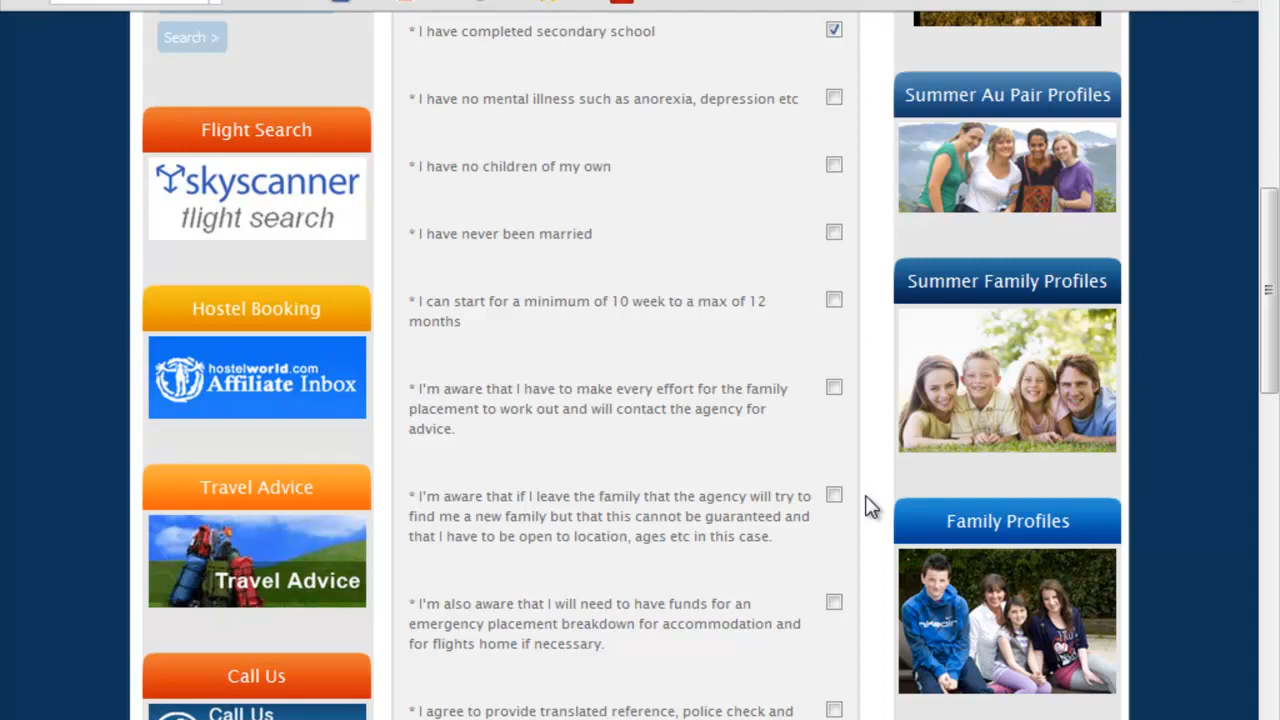 * I have completed secondary school
Search >
* I have no mental illness such as anorexia, depression etc
Summer Au Pair Profiles
Flight Search
* I have no children of my own
skyscanner
flight search
* I have never been married
Summer Family Profiles
Hostel Booking
* I can start for a minimum of 10 week to a max of 12
months
hostelworld.com
Affiliate Inbox
* I'm aware that I have to make every effort for the family
placement to work out and will contact the agency for
advice.
Travel Advice
* I'm aware that if I leave the family that the agency will try to
find me a new family but that this cannot be guaranteed and
that I have to be open to location, ages etc in this case.
Family Profiles
Travel Advice
* I'm also aware that I will need to have funds for an
emergency placement breakdown for accommodation and
for flights home if necessary.
Call Us
Call Us
* I agree to provide translated reference, police check and